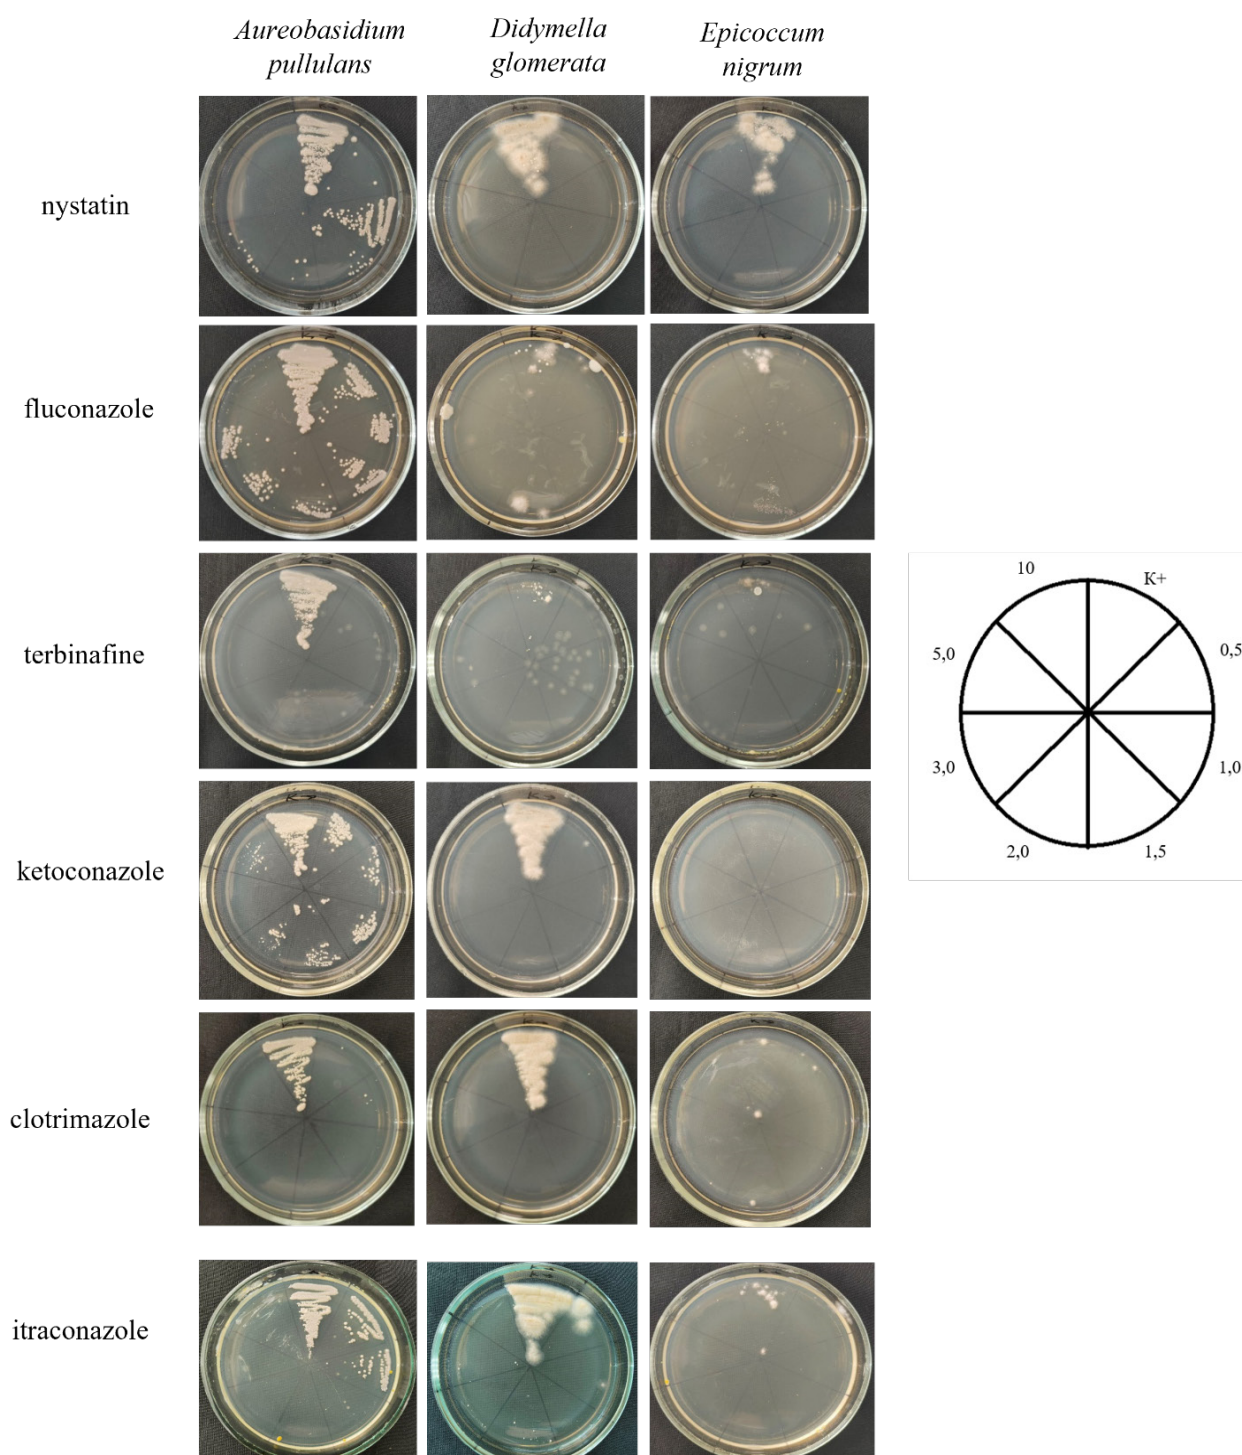 Aureobasidium
pullulans
Didymella
glomerata
Epicoccum
nigrum
nystatin
fluconazole
terbinafine
ketoconazole
clotrimazole
itraconazole
10
K+
5,0
0,5
3,0
1,0
2,0
1,5